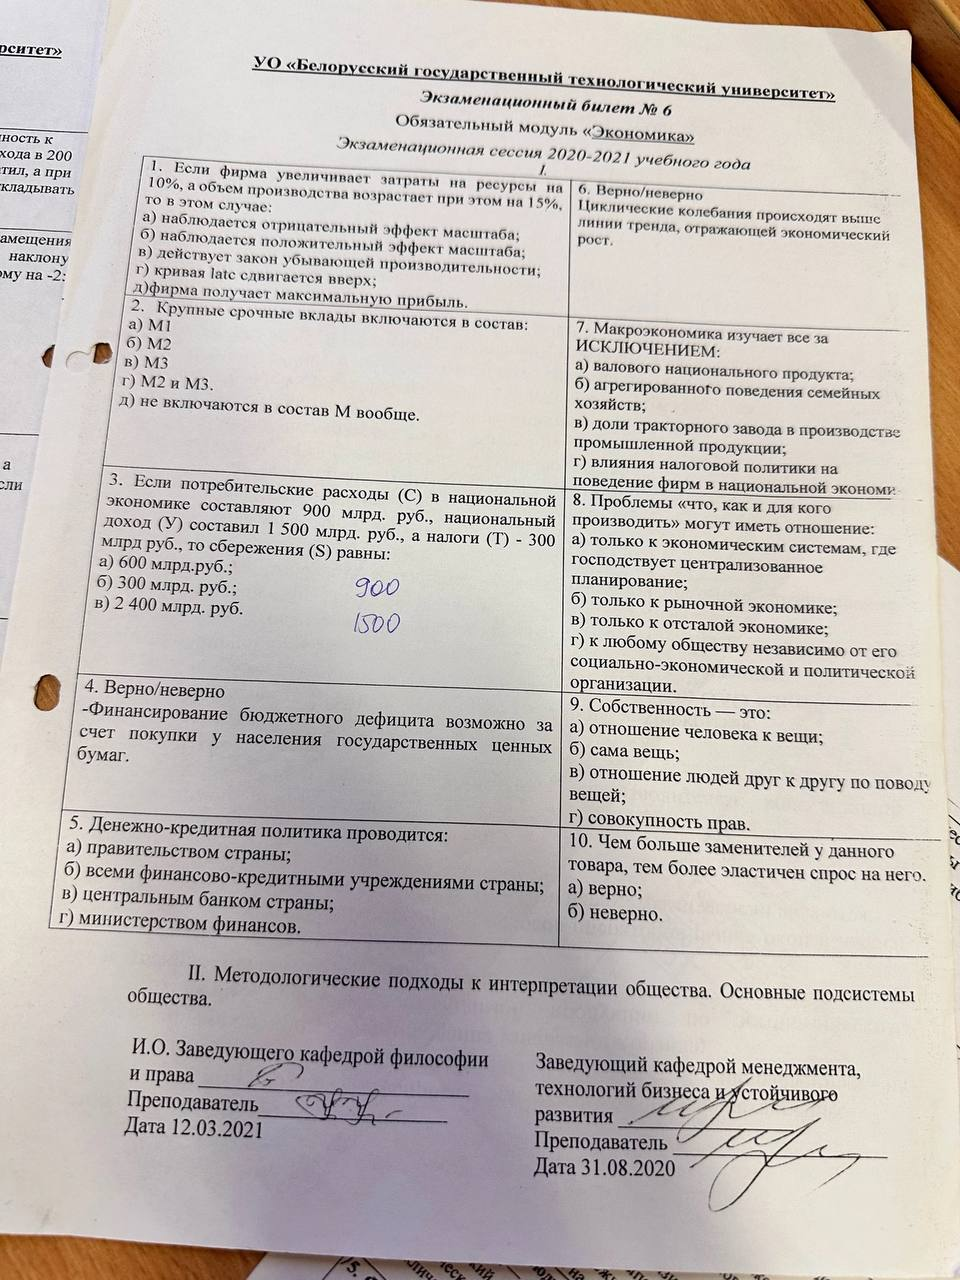 рситет»
ность к
хода в 200
тил, а при
кладывать
амещения
наклону
ому на -2:
а
сли
УО «Белорусский государственный технологический университет»
Экзаменационный билет № 6
Обязательный модуль «Экономика»
Экзаменационная сессия 2020-2021 учебного года
I.
1. Если фирма увеличивает затраты на ресурсы на
10%, а объем производства возрастает при этом на 15%,
то в этом случае:
а) наблюдается отрицательный эффект масштаба;
б) наблюдается положительный эффект масштаба;
в) действует закон убывающей производительности;
г) кривая latc сдвигается вверх;
д)фирма получает максимальную прибыль.
2. Крупные срочные вклады включаются в состав:
а) М1
б) М2
в) М3
г) М2 и М3.
д) не включаются в состав М вообще.
3. Если потребительские расходы (С) в национальной
экономике составляют 900 млрд. руб., национальный
доход (У) составил 1 500 млрд. руб., а налоги (Т) - 300
млрд руб., то сбережения (S) равны:
а) 600 млрд.руб.;
б) 300 млрд. руб.;
в) 2 400 млрд. руб.
900
1500
4. Верно/неверно
-Финансирование бюджетного дефицита возможно за
счет покупки у населения государственных ценных
бумаг.
5. Денежно-кредитная политика проводится:
а) правительством страны;
б) всеми финансово-кредитными учреждениями страны;
в) центральным банком страны;
г) министерством финансов.
6. Верно/неверно
Циклические колебания происходят выше
линии тренда, отражающей экономический
рост.
7. Макроэкономика изучает все за
ИСКЛЮЧЕНИЕМ:
а) валового национального продукта;
б) агрегированного поведения семейных
хозяйств;
в) доли тракторного завода в производстве
промышленной продукции;
г) влияния налоговой политики на
поведение фирм в национальной экономи
8. Проблемы «что, как и для кого
производить» могут иметь отношение:
а) только к экономическим системам, где
господствует централизованное
планирование;
б) только к рыночной экономике;
в) только к отсталой экономике;
г) к любому обществу независимо от его
социально-экономической и политической
организации.
9. Собственность — это:
а) отношение человека к вещи;
б) сама вещь;
в) отношение людей друг к другу по поводу
вещей;
г) совокупность прав.
10. Чем больше заменителей у данного
товара, тем более эластичен спрос на него.
а) верно;
б) неверно.
II. Методологические подходы к интерпретации общества. Основные подсистемы
общества.
И.О. Заведующего кафедрой философии
и права
Преподаватель
Дата 12.03.2021
Заведующий кафедрой менеджмента,
технологий бизнеса и устойчивого
развития
Преподаватель
Дата 31.08.2020